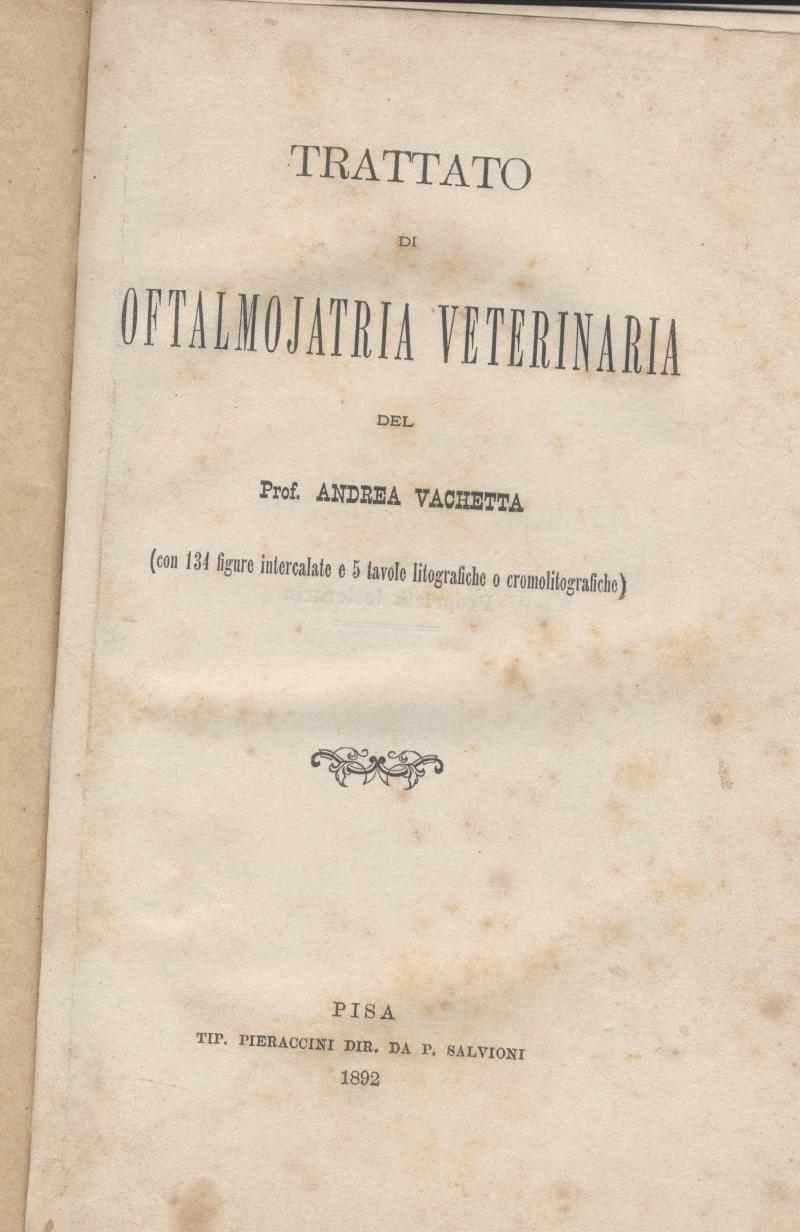 TRATTATO
DI
OFTALMOJATRIA VETERINARIA
DEL
Prof. ANDREA VACHETTA
(con 134 figure intercalate e 5 tavole litografiche o cromolitografiche)
PISA
TIP. PIERACCINI DIR. DA P. SALVIONI
1892